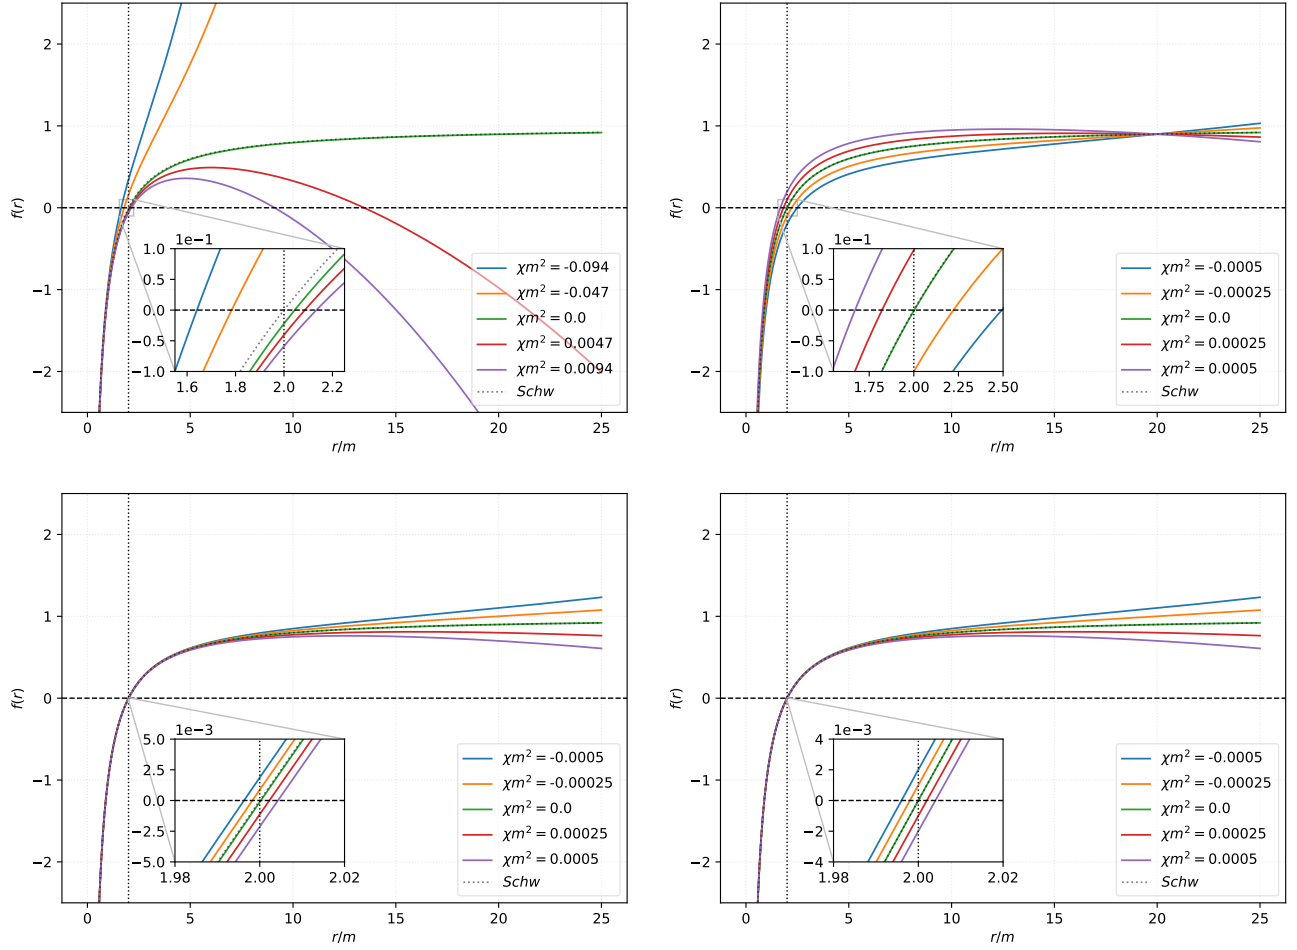 2
1
0
−1
−2
f(r)
0
5
10
15
20
25
r/m
1e−1
1.0
0.5
0.0
−0.5
−1.0
1.6
1.8
2.0
2.2
χm² = -0.094
χm² = -0.047
χm² = 0.0
χm² = 0.0047
χm² = 0.0094
Schw
2
1
0
−1
−2
f(r)
0
5
10
15
20
25
r/m
1e−1
1.0
0.5
0.0
−0.5
−1.0
1.75
2.00
2.25
2.50
χm² = -0.0005
χm² = -0.00025
χm² = 0.0
χm² = 0.00025
χm² = 0.0005
Schw
2
1
0
−1
−2
f(r)
0
5
10
15
20
25
r/m
1e−3
5.0
2.5
0.0
−2.5
−5.0
1.98
2.00
2.02
χm² = -0.0005
χm² = -0.00025
χm² = 0.0
χm² = 0.00025
χm² = 0.0005
Schw
2
1
0
−1
−2
f(r)
0
5
10
15
20
25
r/m
1e−3
4
2
0
−2
−4
1.98
2.00
2.02
χm² = -0.0005
χm² = -0.00025
χm² = 0.0
χm² = 0.00025
χm² = 0.0005
Schw